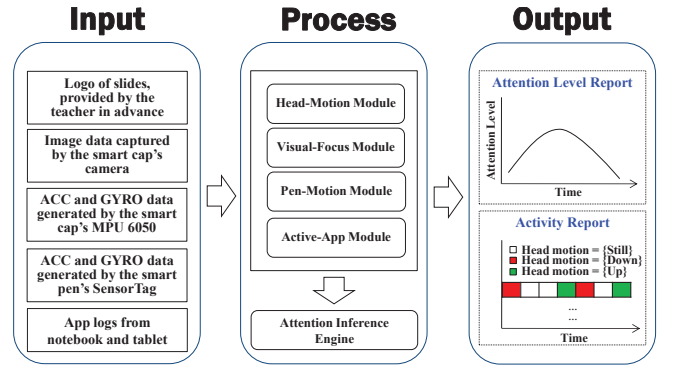 Input
Process
Output
Logo of slides,
provided by the
teacher in advance
Image data captured
by the smart cap's
camera
ACC and GYRO data
generated by the smart
cap's MPU 6050
ACC and GYRO data
generated by the smart
pen's SensorTag
App logs from
notebook and tablet
Head-Motion Module
Visual-Focus Module
Pen-Motion Module
Active-App Module
Attention Inference
Engine
Attention Level Report
Attention Level
Time
Activity Report
Head motion = {Still}
Head motion = {Down}
Head motion = {Up}
...
...
Time